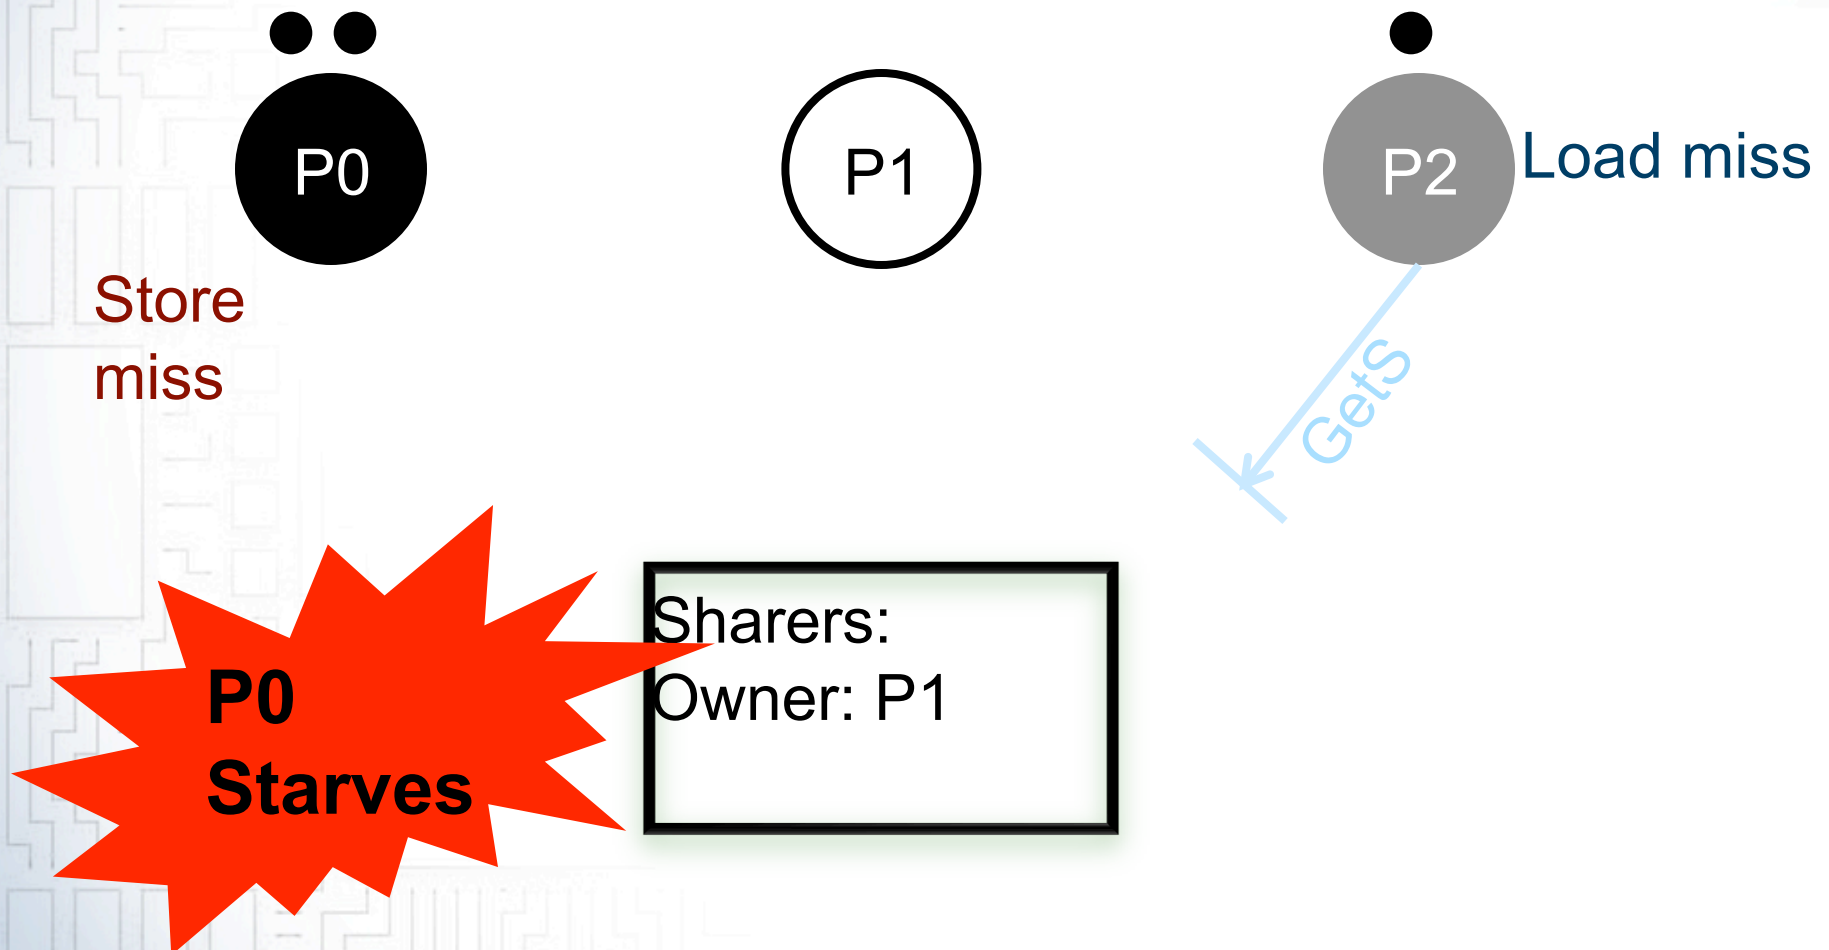 P0
P1
P2
Load miss
Store
miss
GetS
P0
Starves
Sharers:
Owner: P1